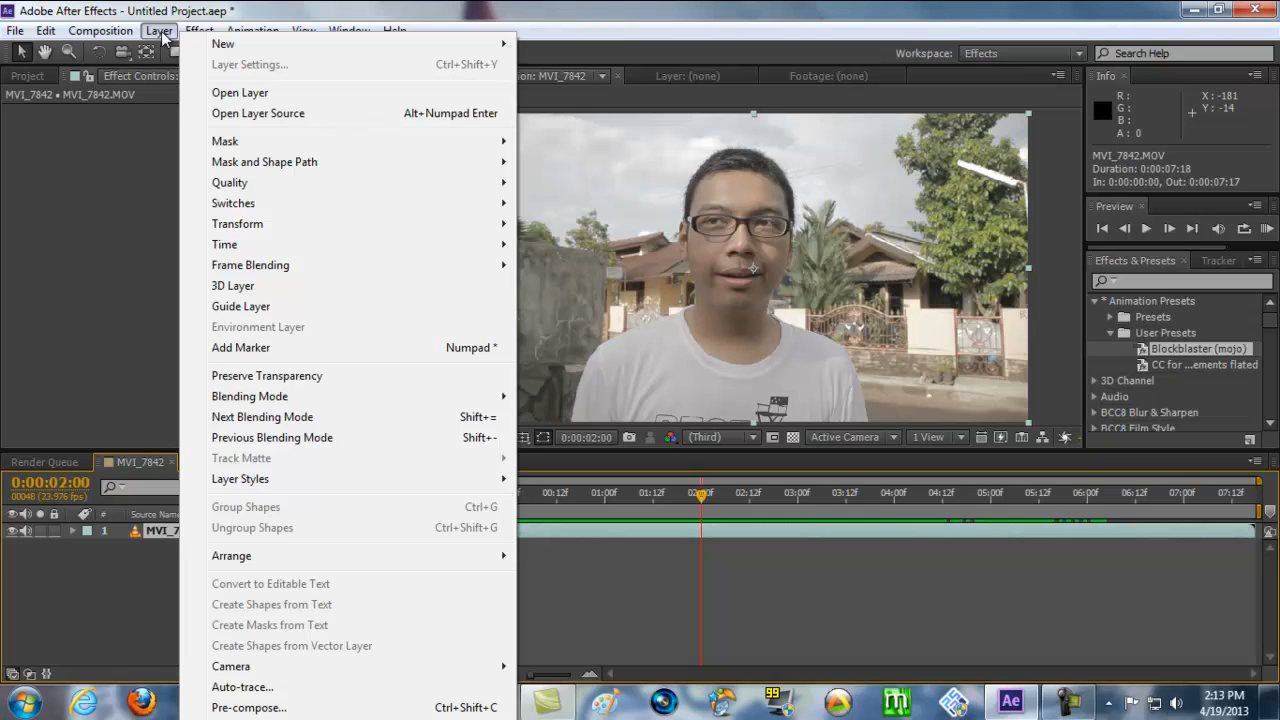 Adobe After Effects - Untitled Project.aep *
File Edit Composition Layer Effect Animation View Window Help
Workspace: Effects Search Help
Project Effect Controls: son: MVI_7842 Layer: (none) Footage: (none)
MVI_7842 • MVI_7842.MOV
New
Layer Settings... Ctrl+Shift+Y
Open Layer
Open Layer Source Alt+Numpad Enter
Mask
Mask and Shape Path
Quality
Switches
Transform
Time
Frame Blending
3D Layer
Guide Layer
Environment Layer
Add Marker Numpad *
Preserve Transparency
Blending Mode
Next Blending Mode Shift+=
Previous Blending Mode Shift+-
Track Matte
Layer Styles
Group Shapes Ctrl+G
Ungroup Shapes Ctrl+Shift+G
Arrange
Convert to Editable Text
Create Shapes from Text
Create Masks from Text
Create Shapes from Vector Layer
Camera
Auto-trace...
Pre-compose... Ctrl+Shift+C
Info
R : X : -181
G : Y : -14
B :
A : 0
MVI_7842.MOV
Duration: 0:00:07:18
In: 0:00:00:00, Out: 0:00:07:17
Preview
Effects & Presets Tracker
* Animation Presets
Presets
User Presets
Blockblaster (mojo)
CC for ...ements flated
3D Channel
Audio
BCC8 Blur & Sharpen
BCC8 Film Style
0:00:02:00 (Third) Active Camera 1 View
Render Queue MVI_7842
0:00:02:00
00048 (23.976 fps)
# Source Name
1 MVI_7
00:12f 01:00f 01:12f 02:00f 02:12f 03:00f 03:12f 04:00f 04:12f 05:00f 05:12f 06:00f 06:12f 07:00f 07:12f
99
Ae
2:13 PM
4/19/2013